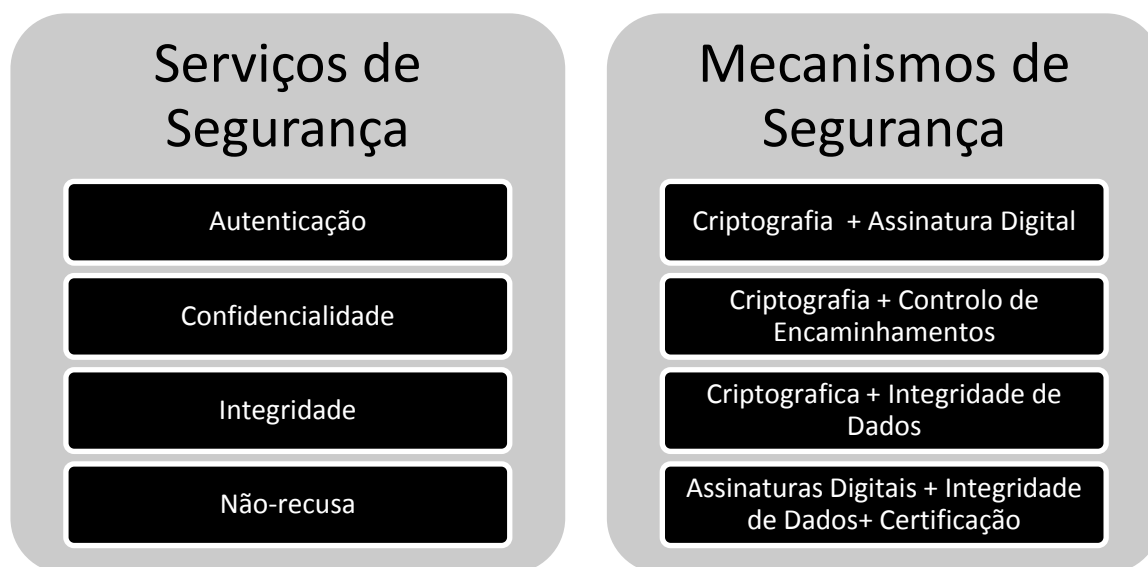 Serviços de
Segurança
Autenticação
Confidencialidade
Integridade
Não-recusa
Mecanismos de
Segurança
Criptografia + Assinatura Digital
Criptografia + Controlo de
Encaminhamentos
Criptografica + Integridade de
Dados
Assinaturas Digitais + Integridade
de Dados+ Certificação